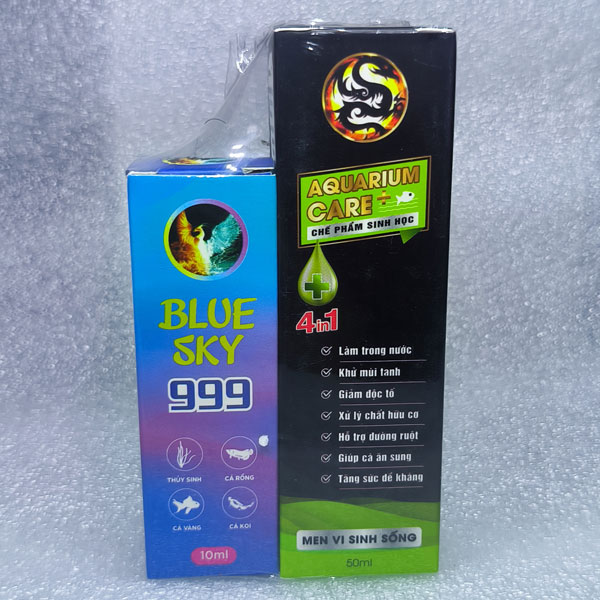 BLUE
SKY
999
THỦY SINH
CÁ RỒNG
CÁ VÀNG
CÁ KOI
10ml
AQUARIUM
CARE+
CHẾ PHẨM SINH HỌC
4in1
Làm trong nước
Khử mùi tanh
Giảm độc tố
Xử lý chất hữu cơ
Hỗ trợ đường ruột
Giúp cá ăn sung
Tăng sức đề kháng
MEN VI SINH SỐNG
50ml